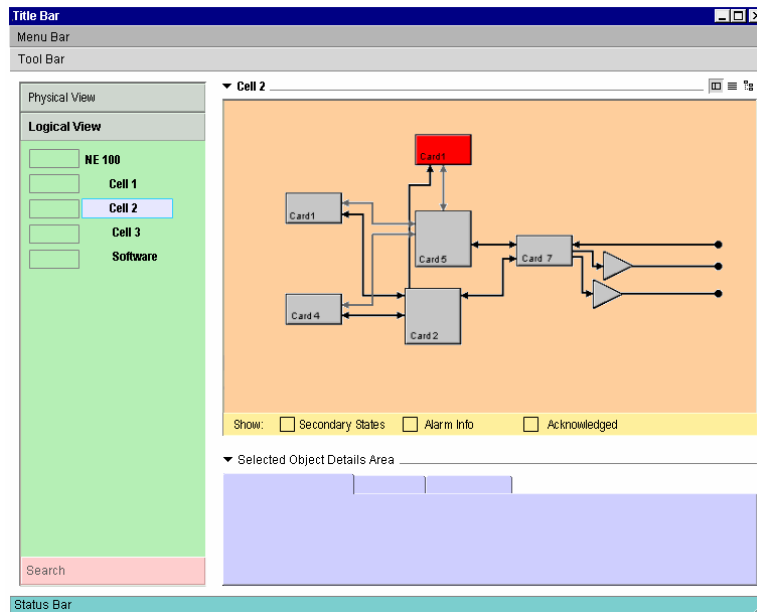 Title Bar
Menu Bar
Tool Bar
Physical View
Logical View
NE 100
Cell 1
Cell 2
Cell 3
Software
Search
Cell 2
Card1
Card1
Card 5
Card 7
Card 4
Card 2
Show: Secondary States Alarm Info Acknowledged
Selected Object Details Area
Status Bar